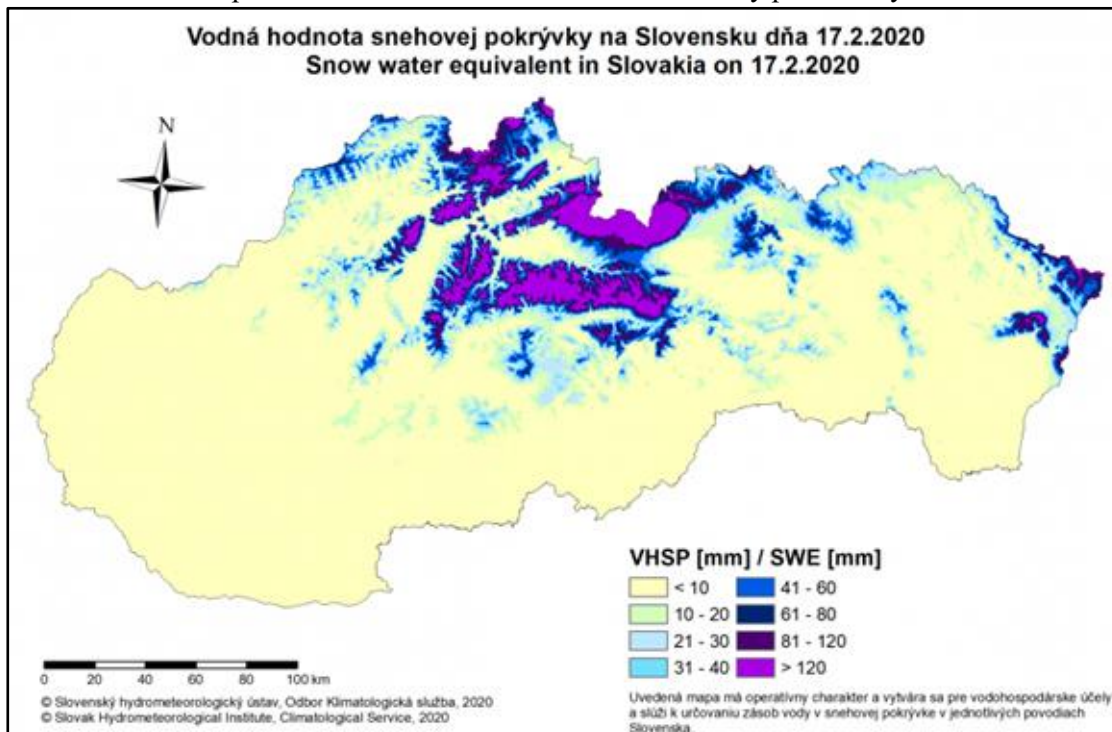 Vodná hodnota snehovej pokrývky na Slovensku dňa 17.2.2020
Snow water equivalent in Slovakia on 17.2.2020
N
VHSP [mm] / SWE [mm]
< 10 41 - 60
10 - 20 61 - 80
21 - 30 81 - 120
31 - 40 > 120
0 20 40 60 80 100 km
© Slovenský hydrometeorologický ústav, Odbor Klimatologická služba, 2020
© Slovak Hydrometeorological Institute, Climatological Service, 2020
Uvedená mapa má operatívny charakter a vytvára sa pre vodohospodárske účely
a slúži k určovaniu zásob vody v snehovej pokrývke v jednotlivých povodiach
Slovenska.